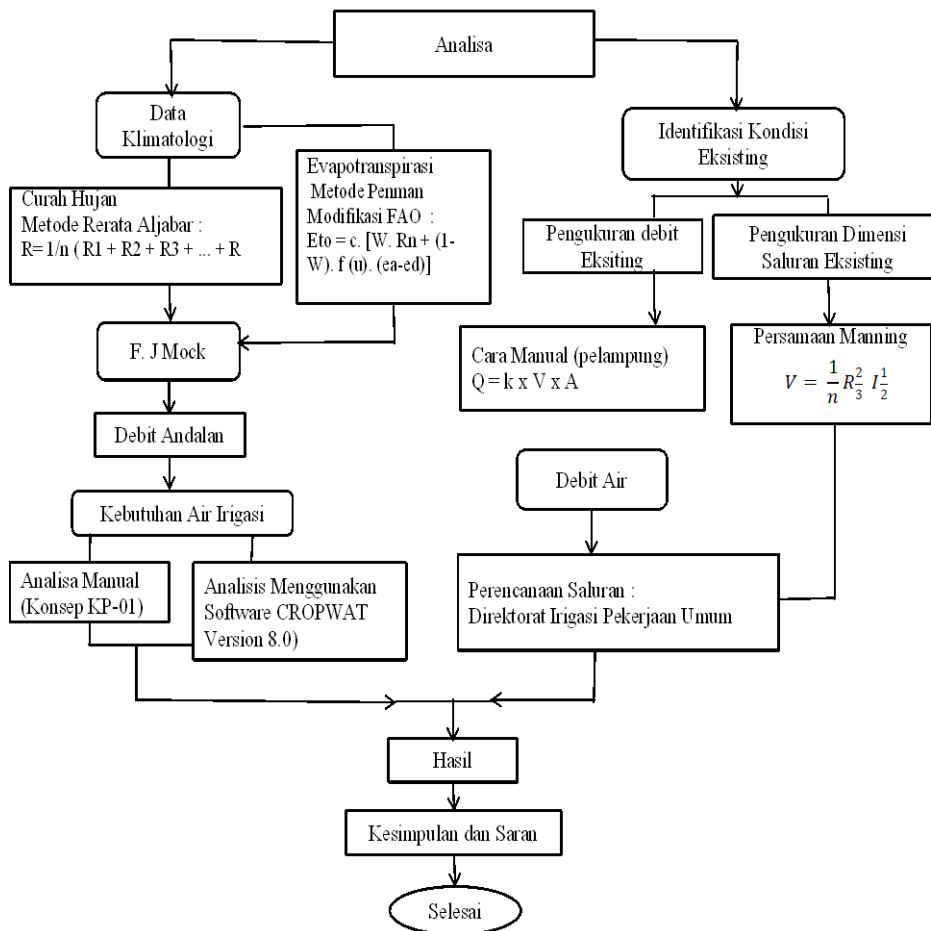 Analisa
Data
Klimatologi
Identifikasi Kondisi
Eksisting
Curah Hujan
Metode Rerata Aljabar :
R= 1/n ( R1 + R2 + R3 + ... + R
Evapotranspirasi
Metode Penman
Modifikasi FAO :
Eto = c. [W. Rn + (1-
W). f (u). (ea-ed)]
Pengukuran debit
Eksiting
Pengukuran Dimensi
Saluran Eksisting
F. J Mock
Cara Manual (pelampung)
Q = k x V x A
Persamaan Manning
V = 1/n R 2/3 I 1/2
Debit Andalan
Debit Air
Kebutuhan Air Irigasi
Analisa Manual
(Konsep KP-01)
Analisis Menggunakan
Software CROPWAT
Version 8.0)
Perencanaan Saluran :
Direktorat Irigasi Pekerjaan Umum
Hasil
Kesimpulan dan Saran
Selesai